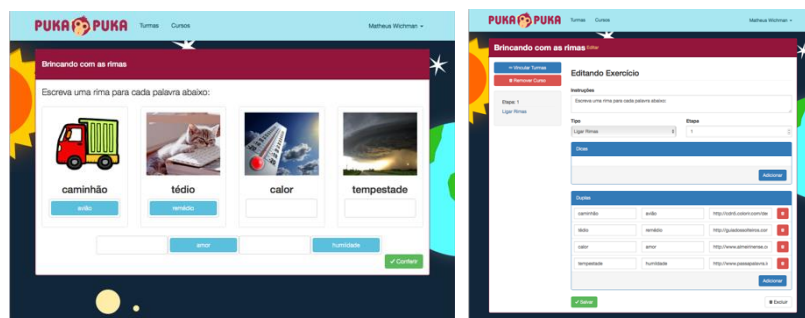 PUKA PUKA Turmas Cursos Matheus Wichman
Brincando com as rimas
Escreva uma rima para cada palavra abaixo:
caminhão tédio calor tempestade
avião remédio
amor humildade
Conferir
PUKA PUKA Turmas Cursos Matheus Wichman
Brincando com as rimas Editar
Vincular Turmas
Remover Curso
Etapa: 1
Ligar Rimas
Editando Exercício
Instruções
Escreva uma rima para cada palavra abaixo:
Tipo Etapa
Ligar Rimas 1
Dicas
Adicionar
Duplas
caminhão avião
tédio remédio
calor amor
tempestade humildade
Adicionar
Salvar Excluir